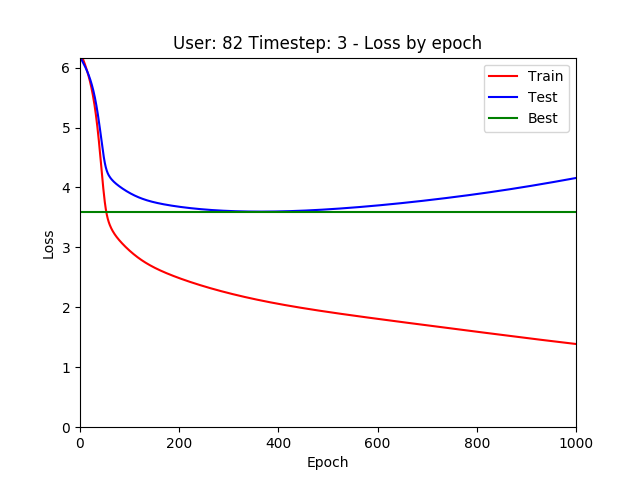 User: 82 Timestep: 3 - Loss by epoch
Train
Test
Best
6
5
4
3
2
1
0
Loss
0 200 400 600 800 1000
Epoch